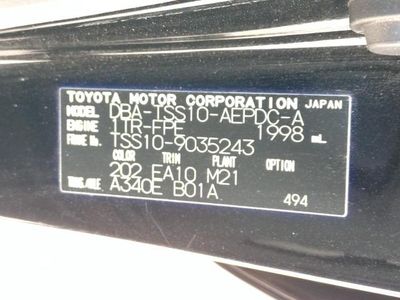 TOYOTA MOTOR CORPORATION JAPAN
MODEL DBA-TSS10-AEPDC-A
ENGINE 1TR-FPE 1998 mL
FRAME No. TSS10-9035243
COLOR TRIM PLANT OPTION
202 EA10 M21
TRANS./AXLE A340E B01A
494